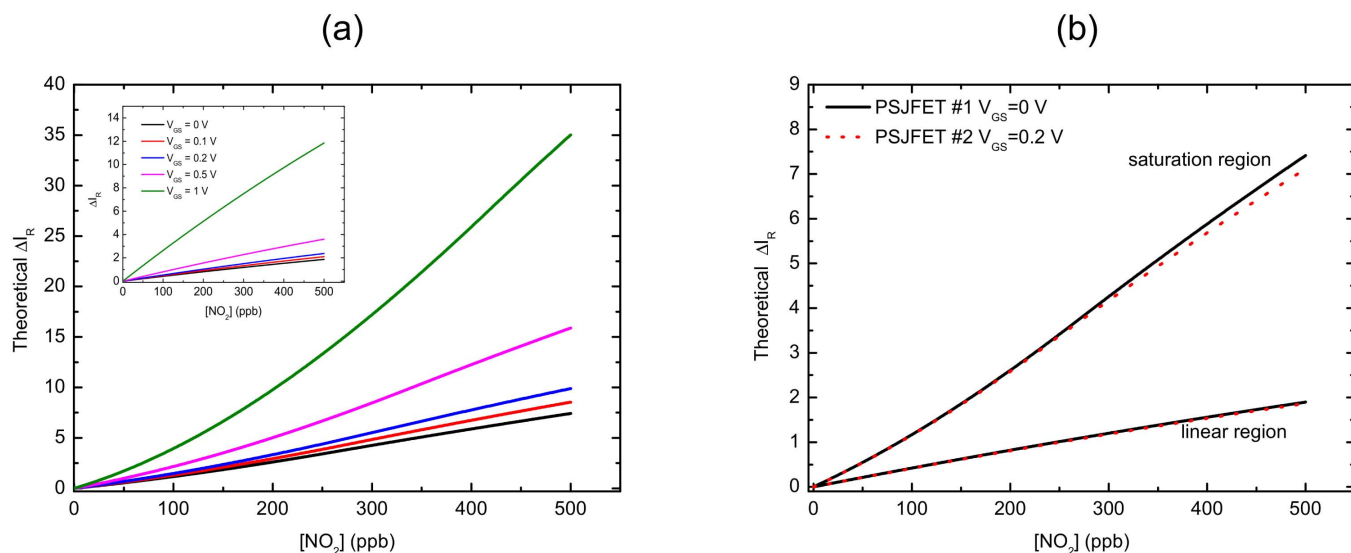 (a)
40
35
30
25
20
15
10
5
0
Theoretical ΔI_R
14
12
10
8
6
4
2
0
ΔI_R
V_GS = 0 V
V_GS = 0.1 V
V_GS = 0.2 V
V_GS = 0.5 V
V_GS = 1 V
0 100 200 300 400 500
[NO_2] (ppb)
0 100 200 300 400 500
[NO_2] (ppb)
(b)
9
8
7
6
5
4
3
2
1
0
Theoretical ΔI_R
PSJFET #1 V_GS=0 V
PSJFET #2 V_GS=0.2 V
saturation region
linear region
0 100 200 300 400 500
[NO_2] (ppb)